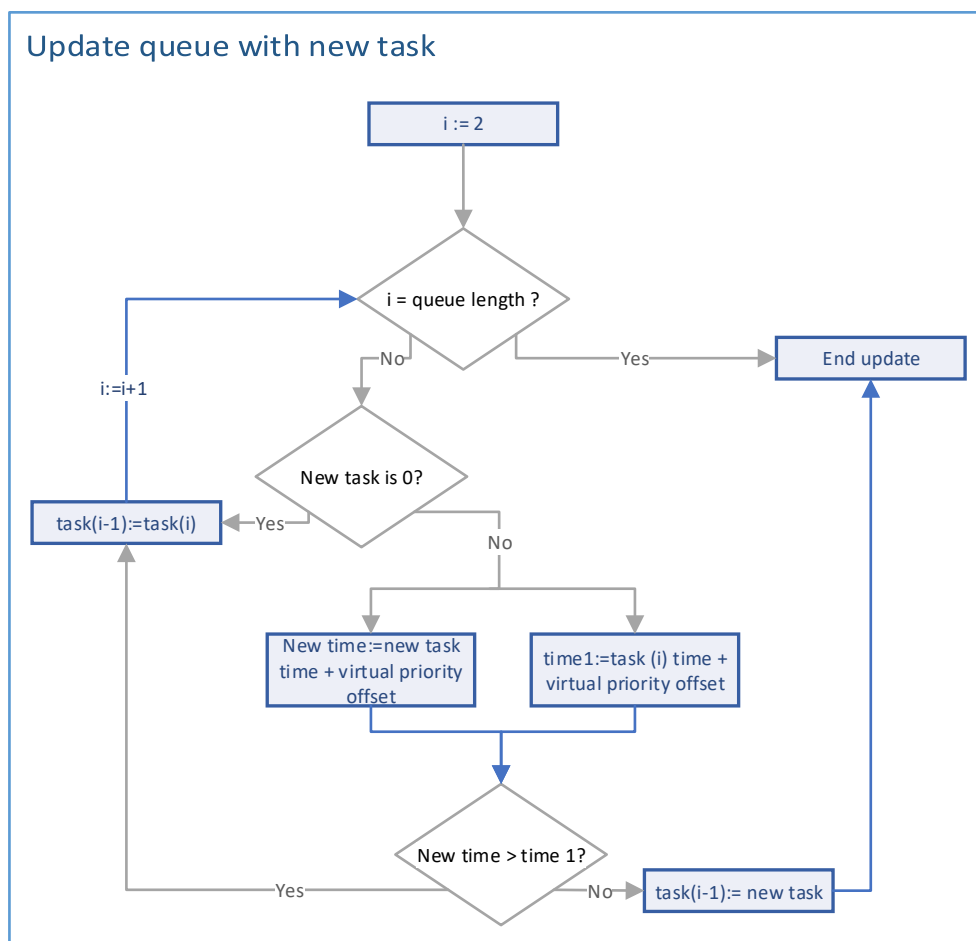 Update queue with new task
i := 2
i = queue length ?
No
Yes
End update
i:=i+1
New task is 0?
task(i-1):=task(i)
Yes
No
New time:=new task
time + virtual priority
offset
time1:=task (i) time +
virtual priority offset
New time > time 1?
Yes
No
task(i-1):= new task